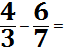 4/3 - 6/7 =